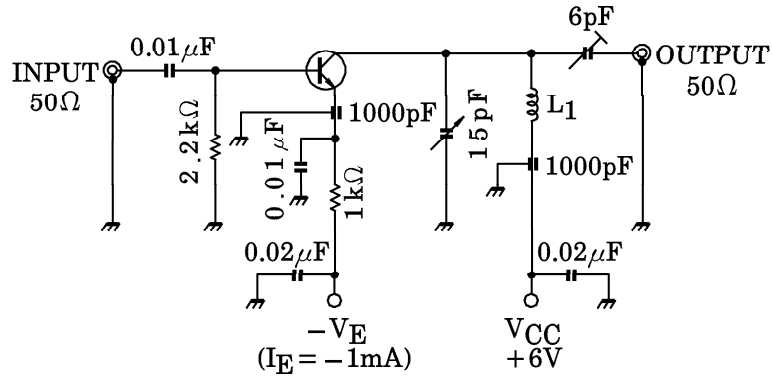 6pF
0.01μF
INPUT
50Ω
OUTPUT
50Ω
2.2kΩ
1000pF
0.01μF
1kΩ
15pF
L1
1000pF
0.02μF
0.02μF
−VE
(IE=−1mA)
VCC
+6V